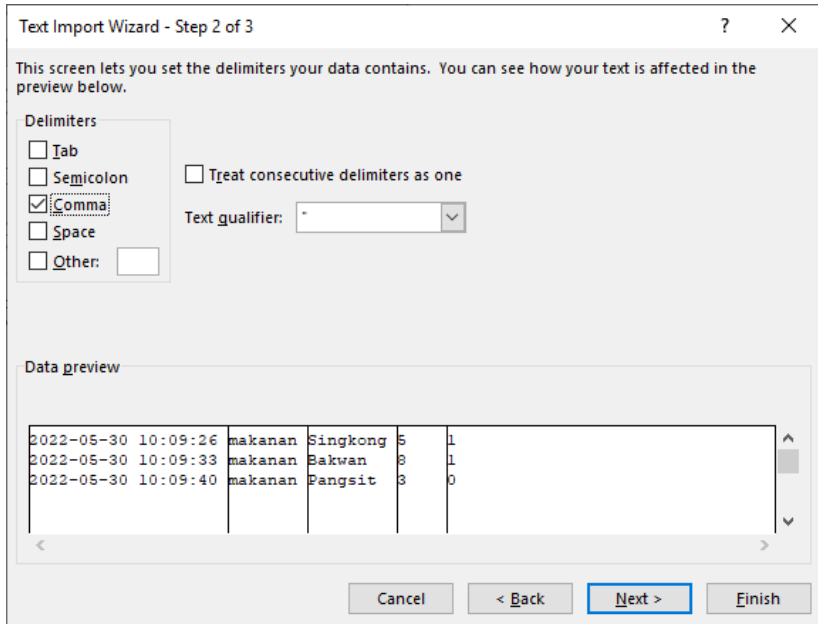 Text Import Wizard - Step 2 of 3
This screen lets you set the delimiters your data contains. You can see how your text is affected in the
preview below.
Delimiters
Tab
Semicolon
Comma
Space
Other:
Treat consecutive delimiters as one
Text qualifier: "
Data preview
2022-05-30 10:09:26 makanan Singkong 5 1
2022-05-30 10:09:33 makanan Bakwan 8 1
2022-05-30 10:09:40 makanan Pangsit 3 0
Cancel < Back Next > Finish